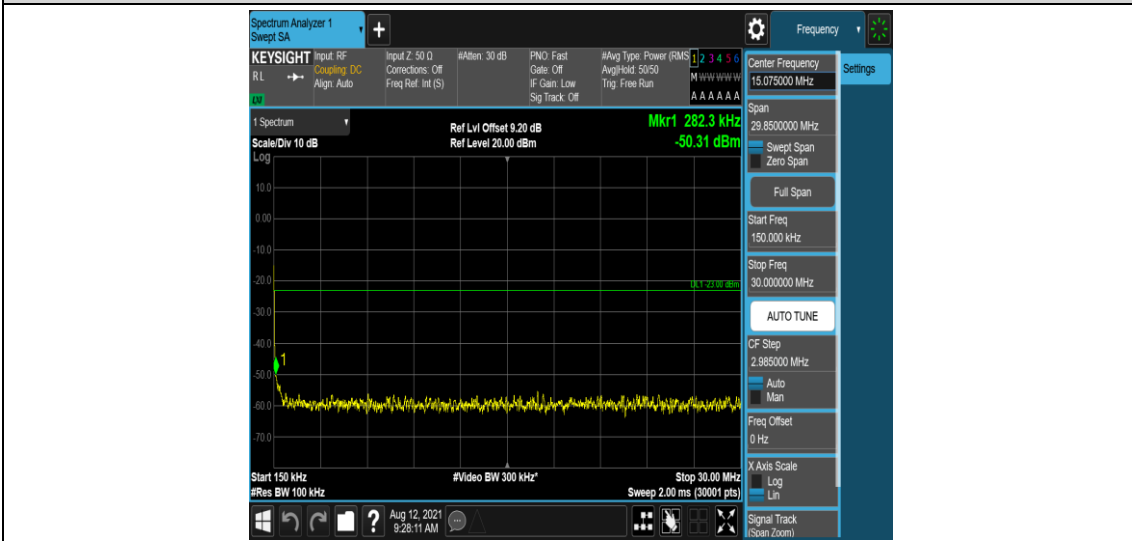 Spectrum Analyzer 1
Swept SA
+
Frequency
KEYSIGHT
RL
LXI
Input: RF
Coupling: DC
Align: Auto
Input Z: 50 Ω
Corrections: Off
Freq Ref: Int (S)
#Atten: 30 dB
PNO: Fast
Gate: Off
IF Gain: Low
Sig Track: Off
#Avg Type: Power (RMS
Avg|Hold: 50/50
Trig: Free Run
1 2 3 4 5 6
M W W W W W
A A A A A A
Center Frequency
15.075000 MHz
Settings
Span
29.8500000 MHz
Swept Span
Zero Span
Full Span
Start Freq
150.000 kHz
Stop Freq
30.000000 MHz
AUTO TUNE
CF Step
2.985000 MHz
Auto
Man
Freq Offset
0 Hz
X Axis Scale
Log
Lin
Signal Track
(Span Zoom)
1 Spectrum
Scale/Div 10 dB
Log
Ref Lvl Offset 9.20 dB
Ref Level 20.00 dBm
Mkr1 282.3 kHz
-50.31 dBm
10.0
0.00
-10.0
-20.0
DL1 -23.00 dBm
-30.0
-40.0
1
-50.0
-60.0
-70.0
Start 150 kHz
#Res BW 100 kHz
#Video BW 300 kHz*
Stop 30.00 MHz
Sweep 2.00 ms (30001 pts)
?
Aug 12, 2021
9:28:11 AM